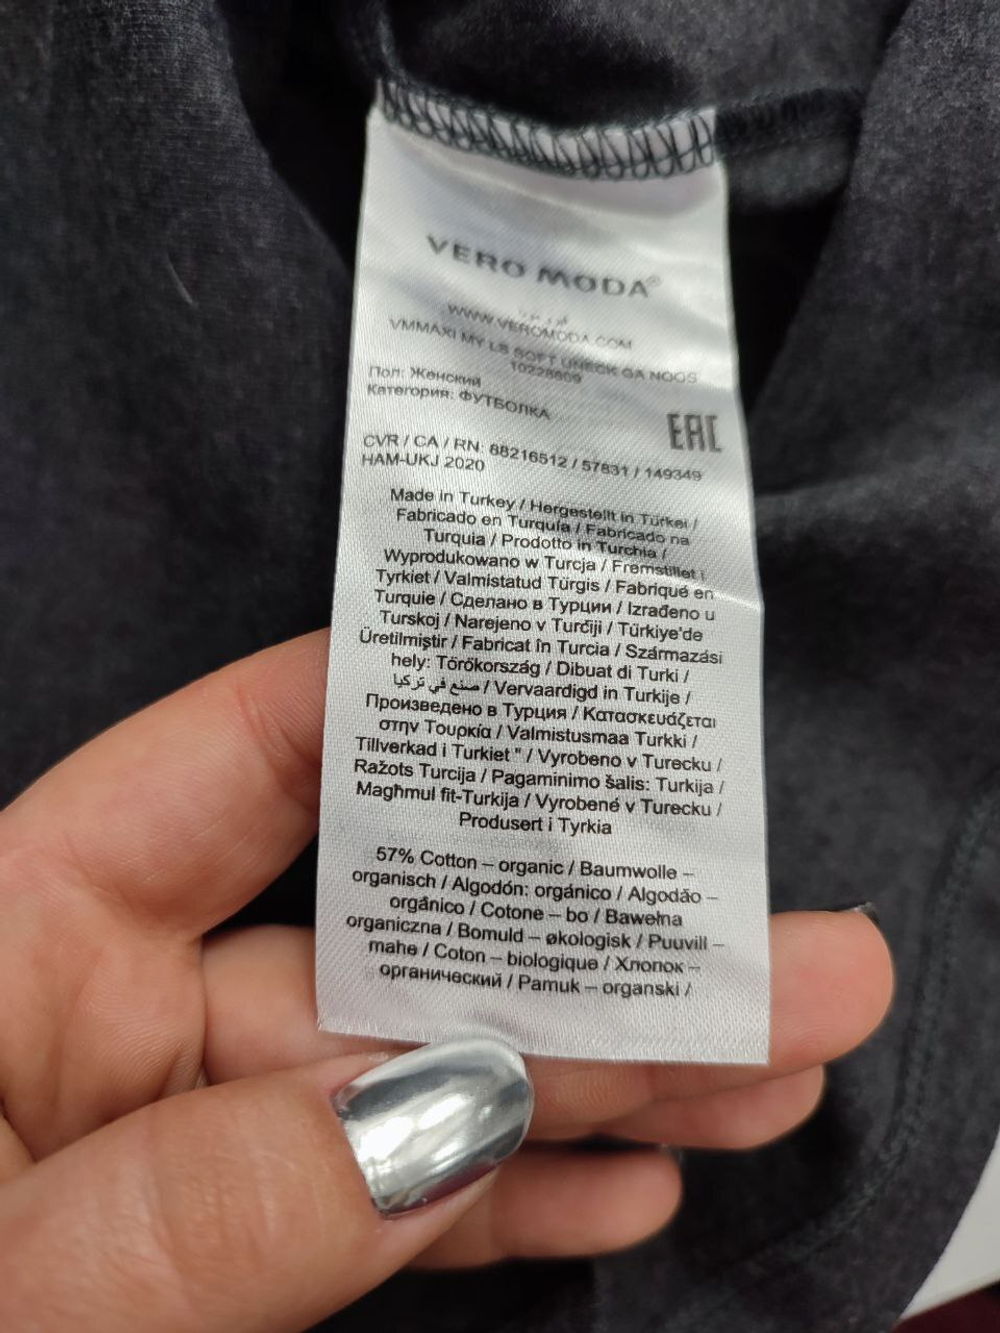 VERO MODA®
WWW.VEROMODA.COM
VMMAXI MY LS SOFT UNECK GA NOOS
10228809
Пол: Женский
Категория: ФУТБОЛКА
EAC
CVR / CA / RN: 88216512 / 57831 / 149349
HAM-UKJ 2020
Made in Turkey / Hergestellt in Türkei /
Fabricado en Turquía / Fabricado na
Turquia / Prodotto in Turchia /
Wyprodukowano w Turcja / Fremstillet i
Tyrkiet / Valmistatud Türgis / Fabriqué en
Turquie / Сделано в Турции / Izrađeno u
Turskoj / Narejeno v Turčiji / Türkiye'de
Üretilmiştir / Fabricat în Turcia / Származási
hely: Törökország / Dibuat di Turki /
صنع في تركيا / Vervaardigd in Turkije /
Произведено в Турция / Κατασκευάζεται
στην Τουρκία / Valmistusmaa Turkki /
Tillverkad i Turkiet " / Vyrobeno v Turecku /
Ražots Turcija / Pagaminimo šalis: Turkija /
Magħmul fit-Turkija / Vyrobené v Turecku /
Produsert i Tyrkia
57% Cotton – organic / Baumwolle –
organisch / Algodón: orgánico / Algodão –
orgânico / Cotone – bo / Bawełna
organiczna / Bomuld – økologisk / Puuvill –
mahe / Coton – biologique / Хлопок –
органический / Pamuk – organski /